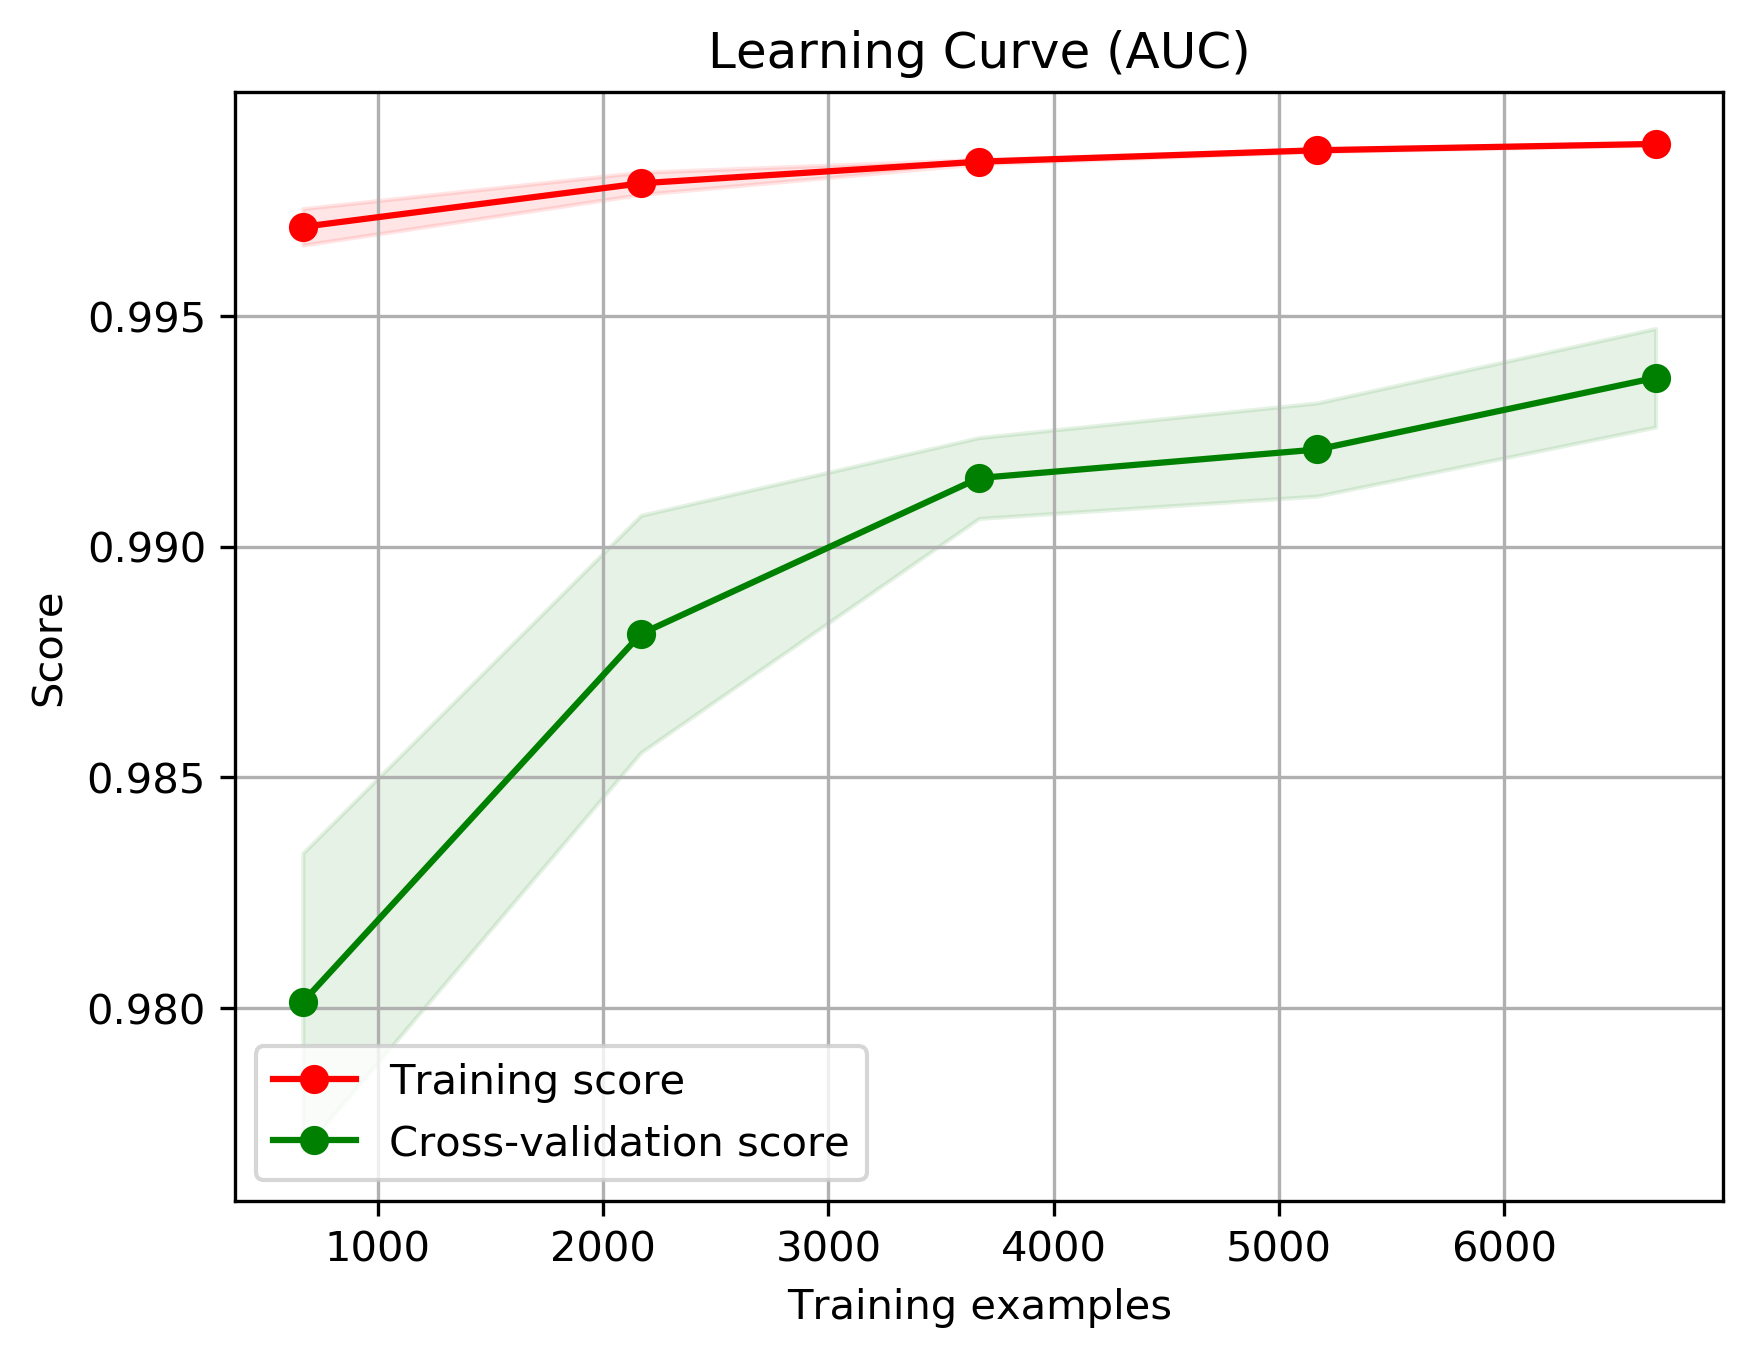 Learning Curve (AUC)
0.995
0.990
0.985
0.980
Score
Training score
Cross-validation score
1000 2000 3000 4000 5000 6000
Training examples